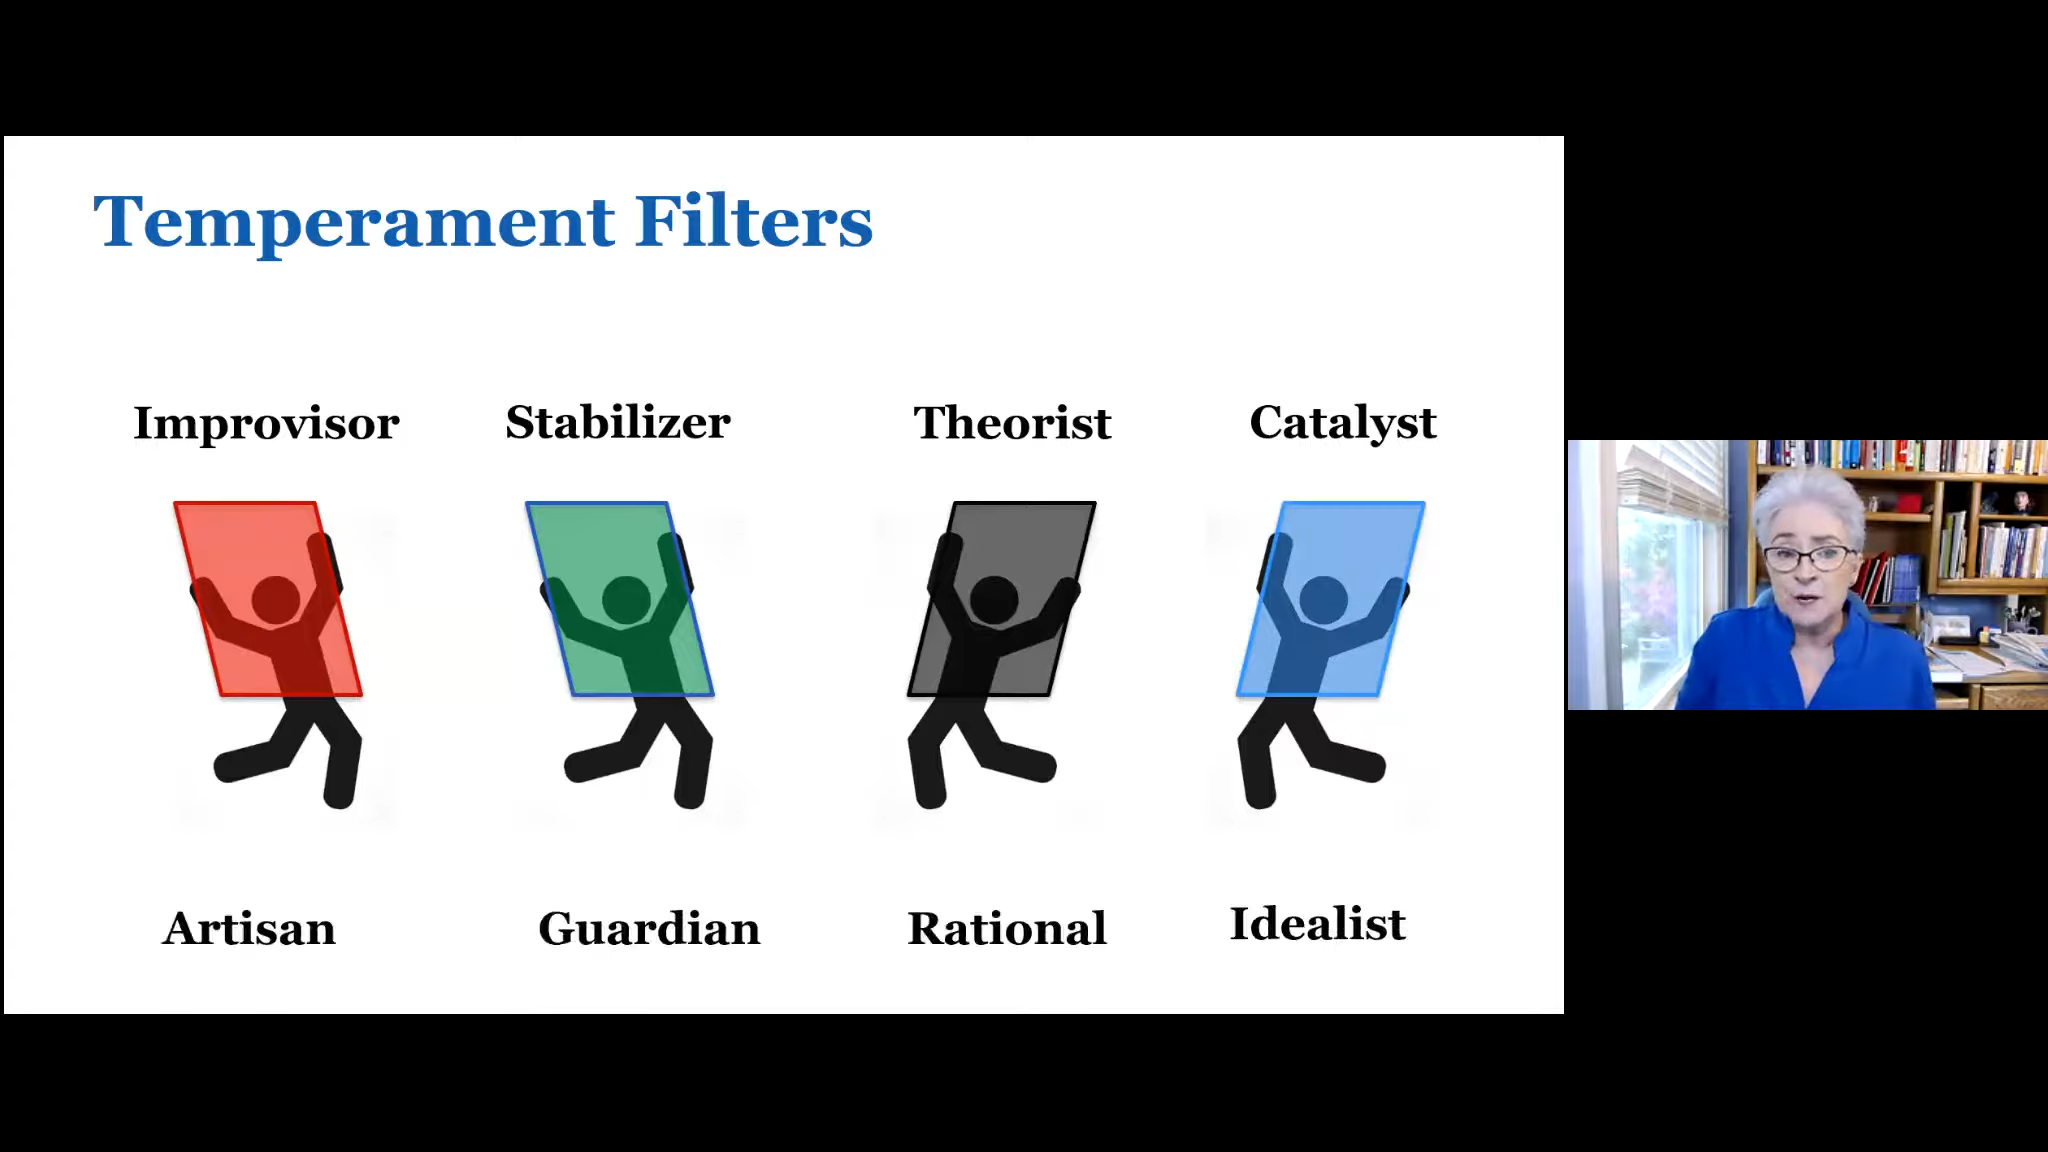 Temperament Filters
Improvisor
Stabilizer
Theorist
Catalyst
Artisan
Guardian
Rational
Idealist